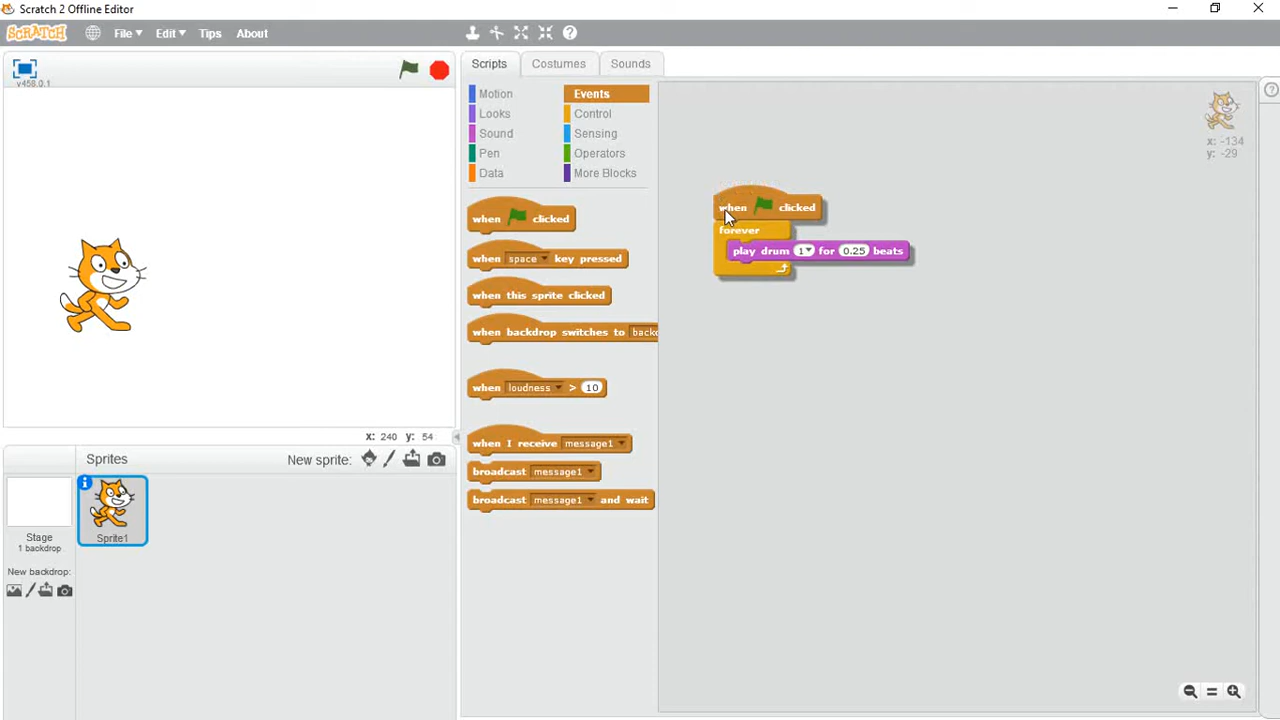 Scratch 2 Offline Editor
SCRATCH File Edit Tips About
v458.0.1
Scripts Costumes Sounds
Motion Events
Looks Control
Sound Sensing
Pen Operators
Data More Blocks
when clicked
when space key pressed
when this sprite clicked
when backdrop switches to backd
when loudness > 10
when I receive message1
broadcast message1
broadcast message1 and wait
x: -134
y: -29
when clicked
forever
play drum 1 for 0.25 beats
x: 240 y: 54
Sprites New sprite:
Stage
1 backdrop
New backdrop:
Sprite1